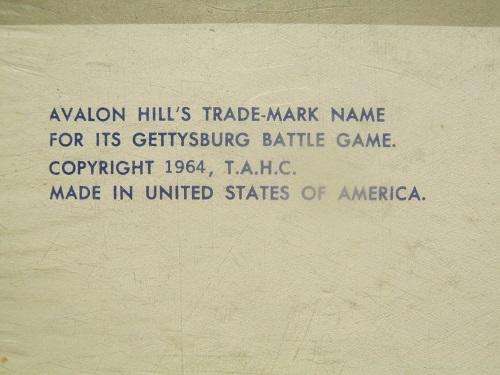 AVALON HILL'S TRADE-MARK NAME
FOR ITS GETTYSBURG BATTLE GAME.
COPYRIGHT 1964, T.A.H.C.
MADE IN UNITED STATES OF AMERICA.